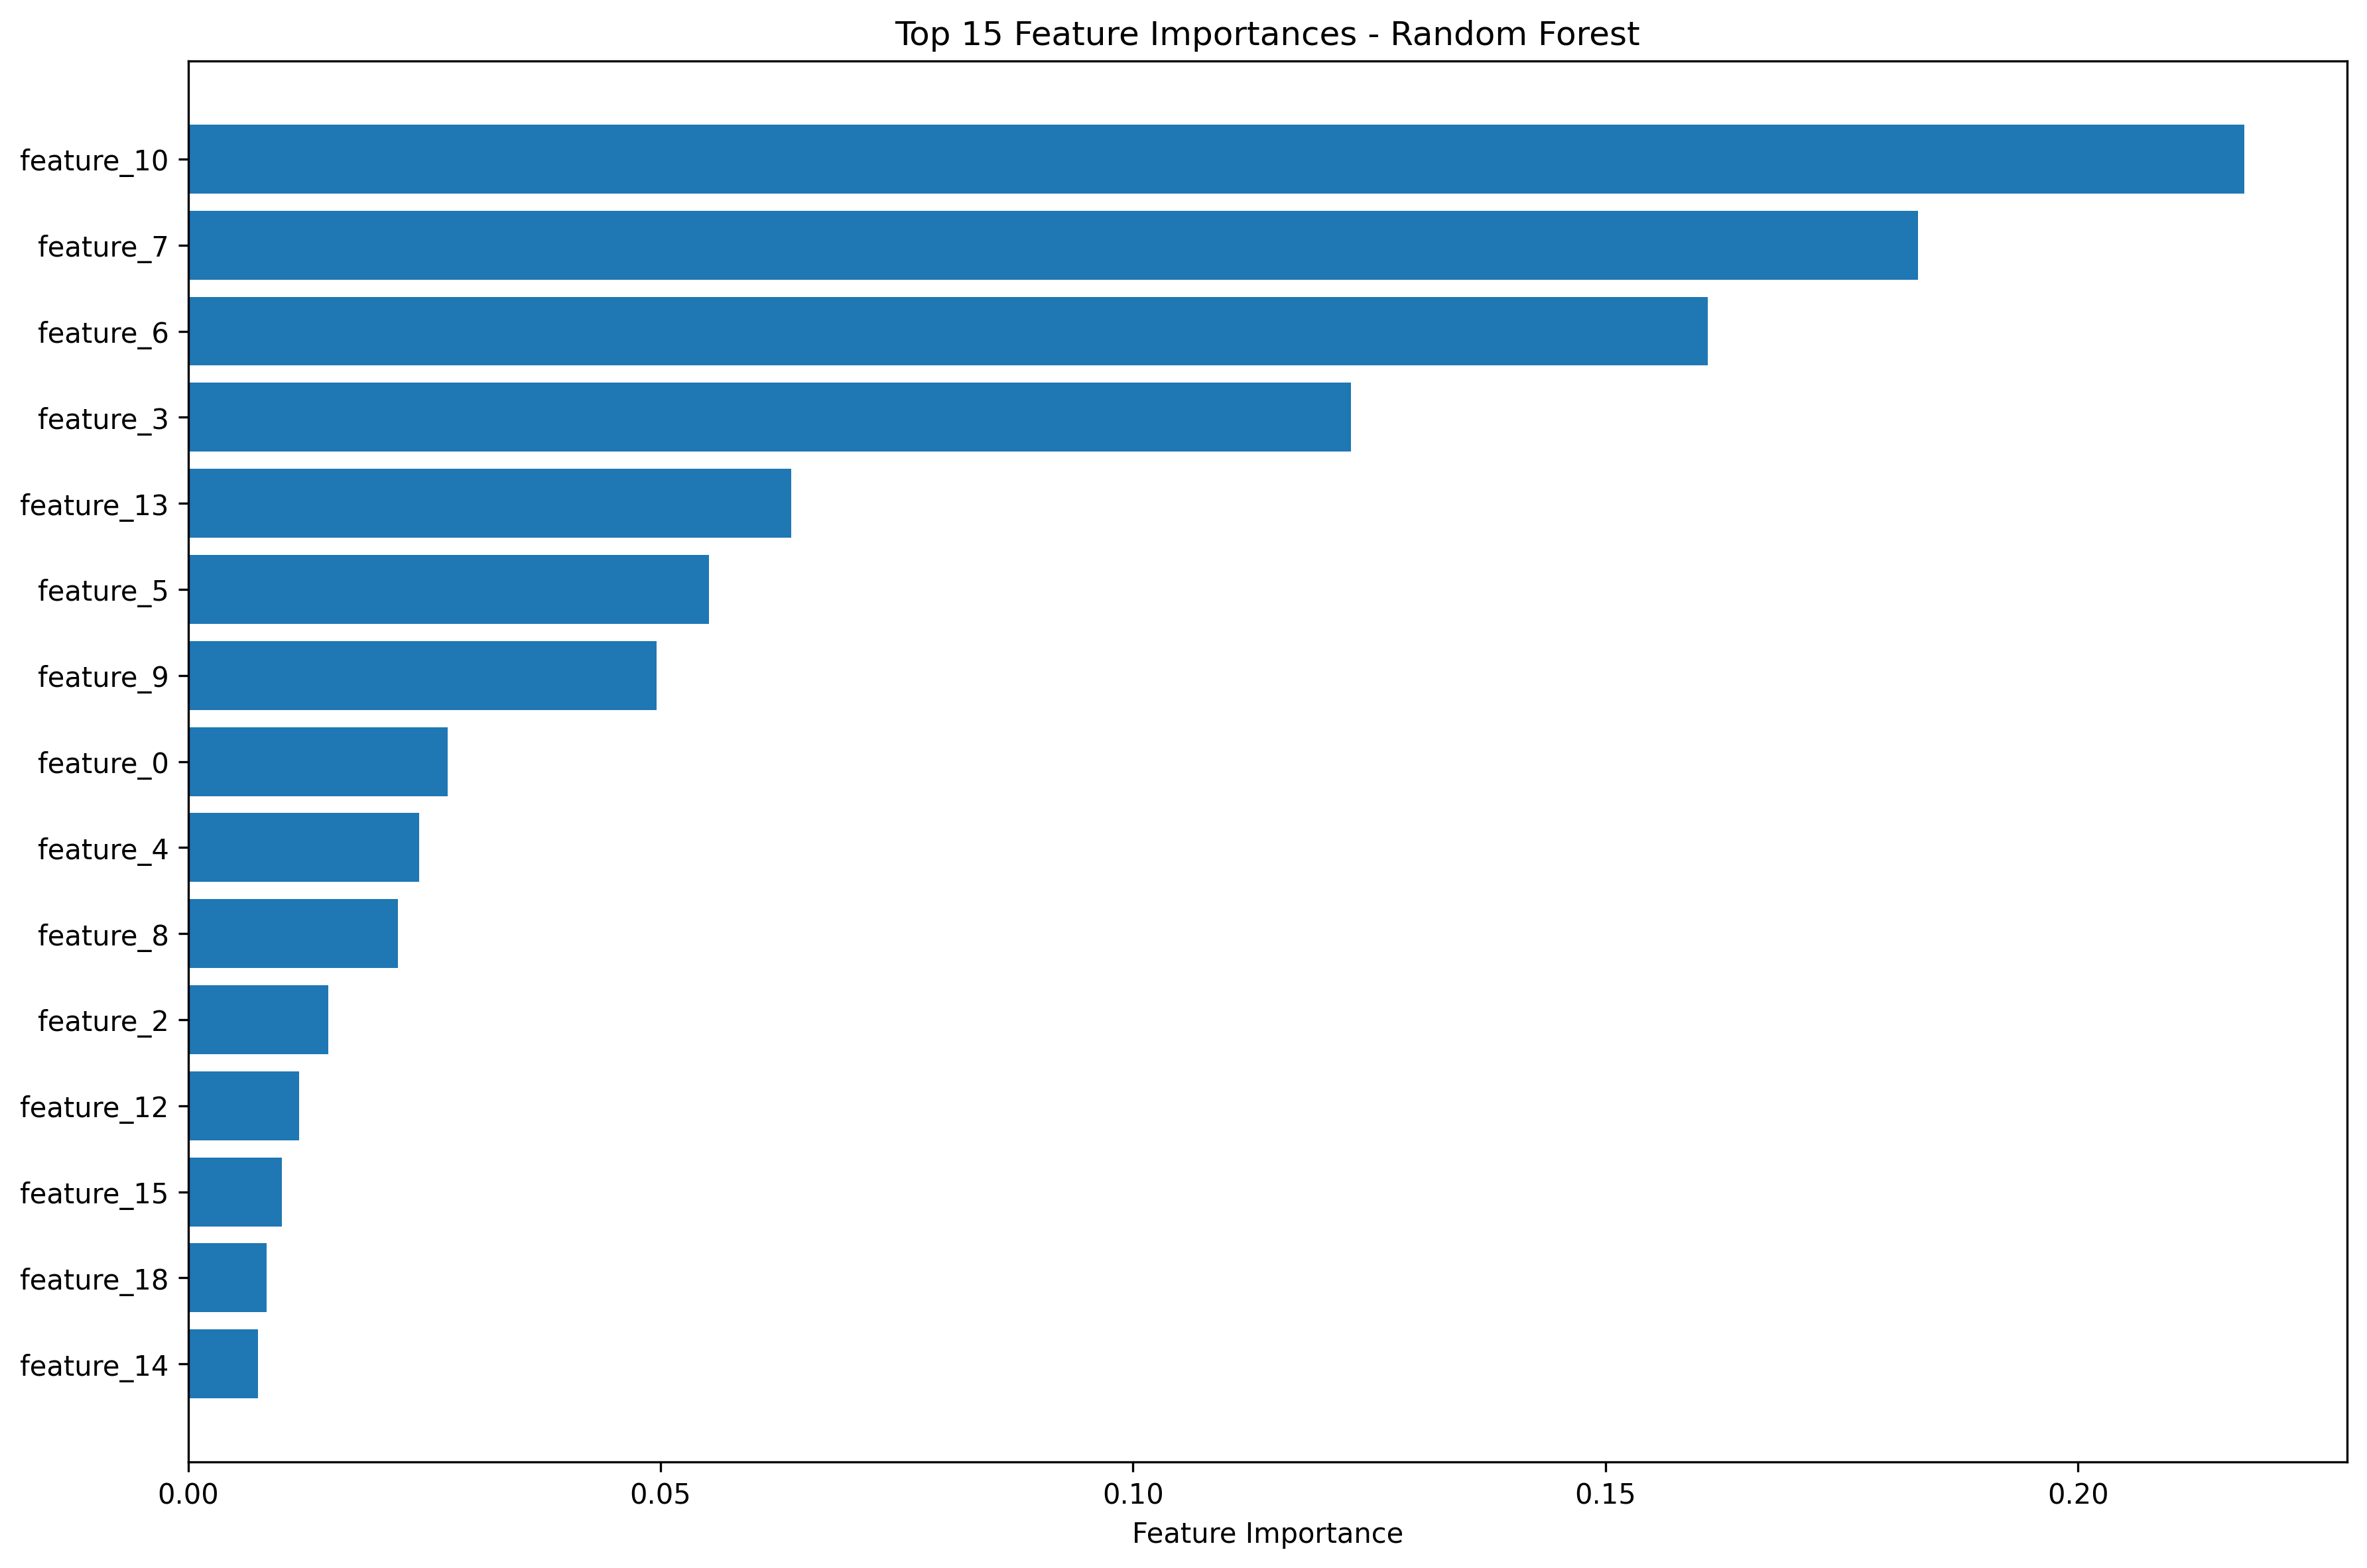 Top 15 Feature Importances - Random Forest
feature_10
feature_7
feature_6
feature_3
feature_13
feature_5
feature_9
feature_0
feature_4
feature_8
feature_2
feature_12
feature_15
feature_18
feature_14
0.00 0.05 0.10 0.15 0.20
Feature Importance